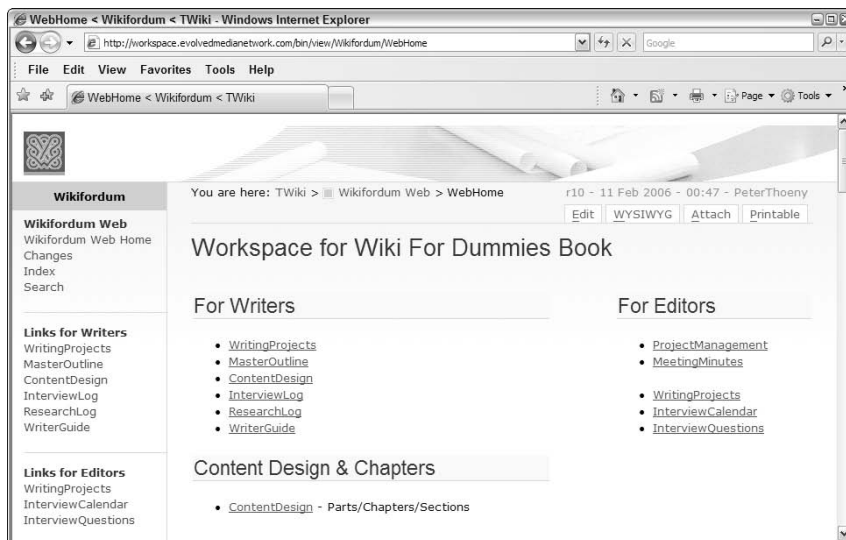 WebHome < Wikifordum < TWiki - Windows Internet Explorer
http://workspace.evolvedmedianetwork.com/bin/view/Wikifordum/WebHome
Google
File Edit View Favorites Tools Help
WebHome < Wikifordum < TWiki
Page Tools
Wikifordum
You are here: TWiki > Wikifordum Web > WebHome
r10 - 11 Feb 2006 - 00:47 - PeterThoeny
Edit WYSIWYG Attach Printable
Wikifordum Web
Wikifordum Web Home
Changes
Index
Search
Links for Writers
WritingProjects
MasterOutline
ContentDesign
InterviewLog
ResearchLog
WriterGuide
Links for Editors
WritingProjects
InterviewCalendar
InterviewQuestions
Workspace for Wiki For Dummies Book
For Writers
• WritingProjects
• MasterOutline
• ContentDesign
• InterviewLog
• ResearchLog
• WriterGuide
For Editors
• ProjectManagement
• MeetingMinutes
• WritingProjects
• InterviewCalendar
• InterviewQuestions
Content Design & Chapters
• ContentDesign - Parts/Chapters/Sections